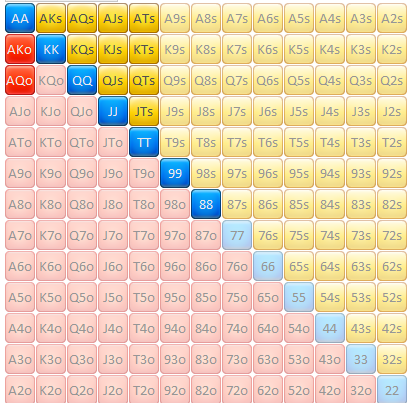 AA AKs AQs AJs ATs A9s A8s A7s A6s A5s A4s A3s A2s
AKo KK KQs KJs KTs K9s K8s K7s K6s K5s K4s K3s K2s
AQo KQo QQ QJs QTs Q9s Q8s Q7s Q6s Q5s Q4s Q3s Q2s
AJo KJo QJo JJ JTs J9s J8s J7s J6s J5s J4s J3s J2s
ATo KTo QTo JTo TT T9s T8s T7s T6s T5s T4s T3s T2s
A9o K9o Q9o J9o T9o 99 98s 97s 96s 95s 94s 93s 92s
A8o K8o Q8o J8o T8o 98o 88 87s 86s 85s 84s 83s 82s
A7o K7o Q7o J7o T7o 97o 87o 77 76s 75s 74s 73s 72s
A6o K6o Q6o J6o T6o 96o 86o 76o 66 65s 64s 63s 62s
A5o K5o Q5o J5o T5o 95o 85o 75o 65o 55 54s 53s 52s
A4o K4o Q4o J4o T4o 94o 84o 74o 64o 54o 44 43s 42s
A3o K3o Q3o J3o T3o 93o 83o 73o 63o 53o 43o 33 32s
A2o K2o Q2o J2o T2o 92o 82o 72o 62o 52o 42o 32o 22